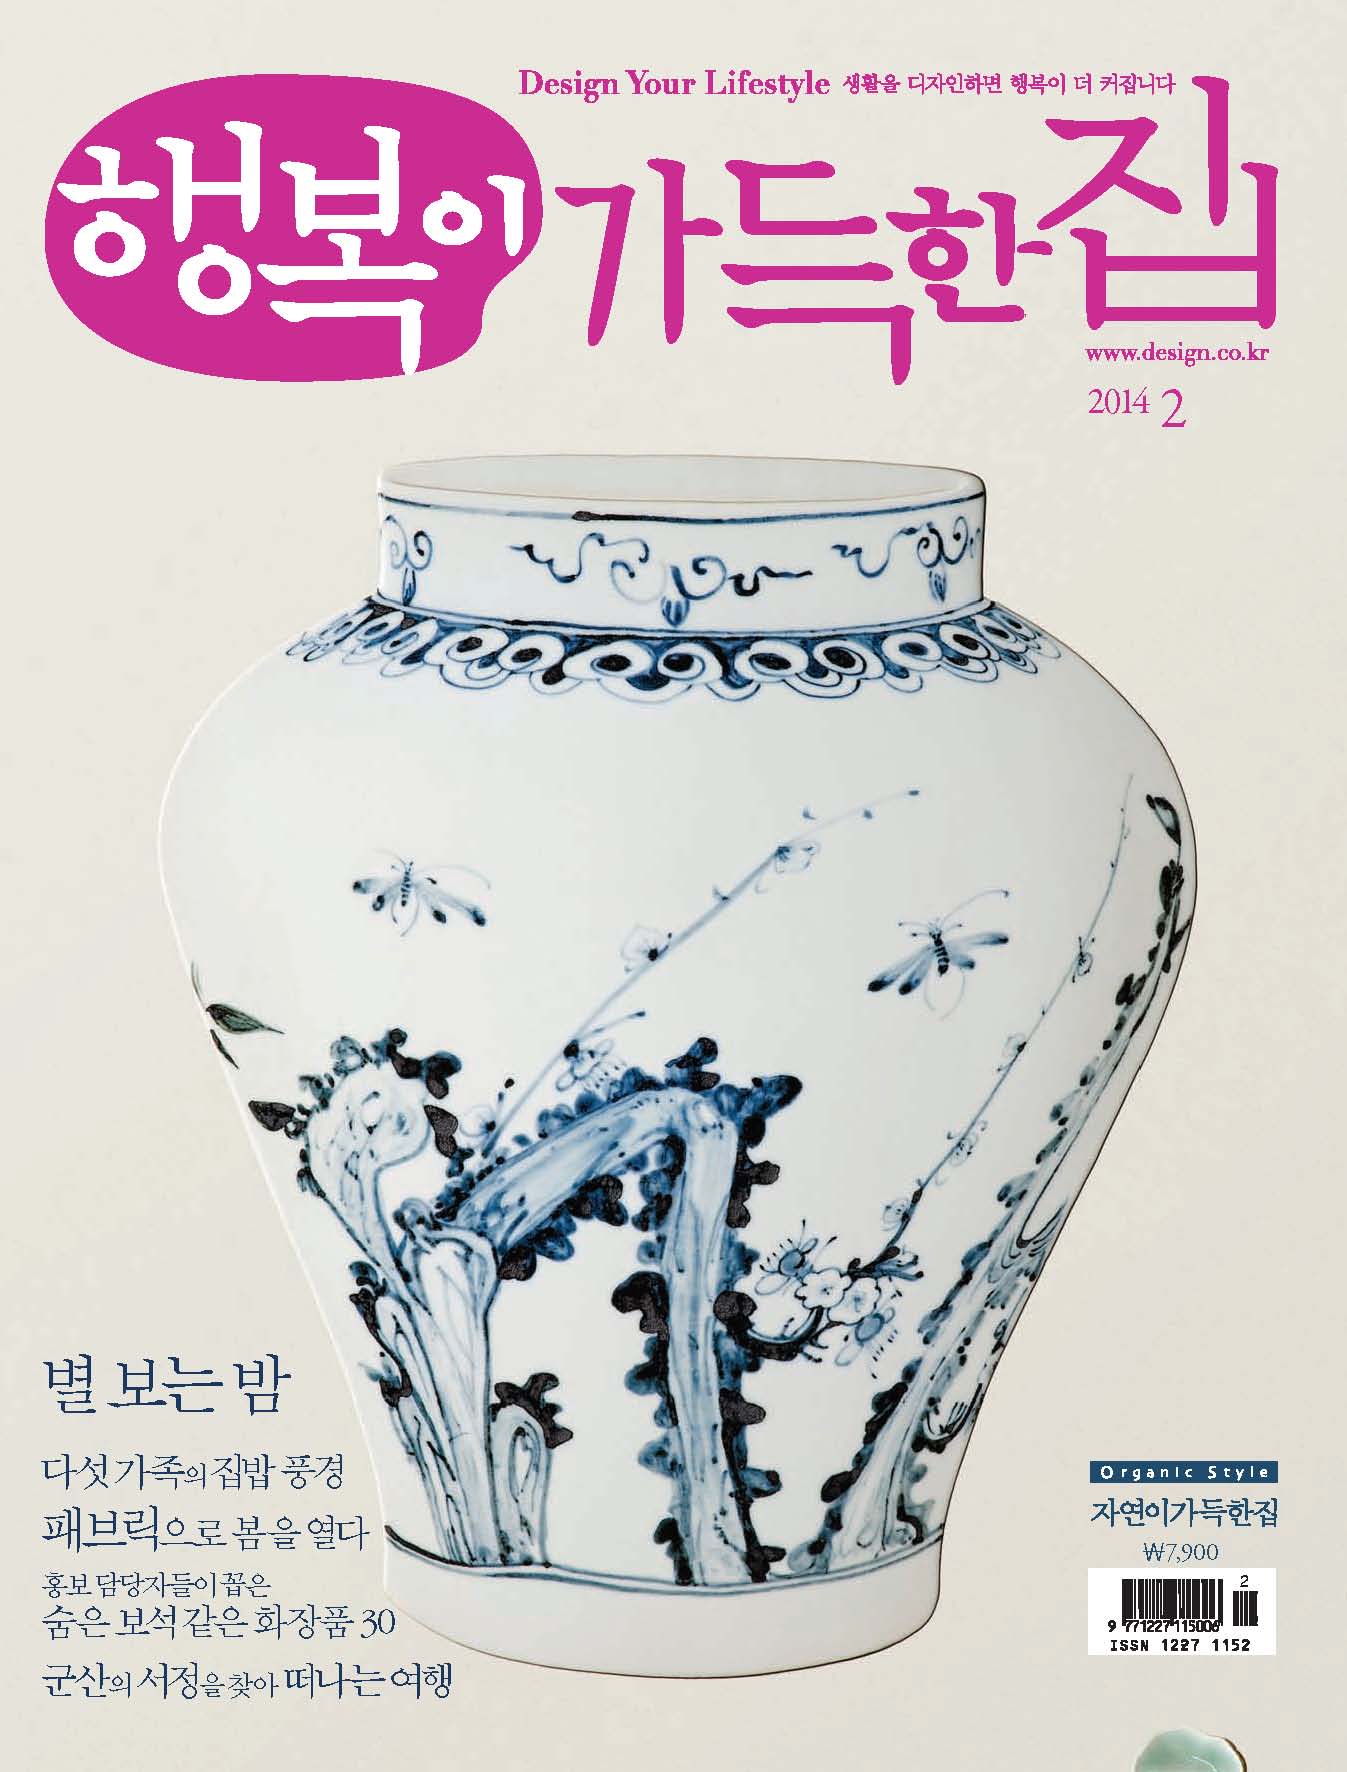 Design Your Lifestyle 생활을 디자인하면 행복이 더 커집니다
행복이 가득한 집
www.design.co.kr
2014 2
별 보는 밤
다섯 가족의 집밥 풍경
패브릭으로 봄을 열다
홍보 담당자들이 꼽은
숨은 보석 같은 화장품 30
군산의 서정을 찾아 떠나는 여행
Organic Style
자연이가득한집
₩7,900
2
9 771227 115006
ISSN 1227 1152